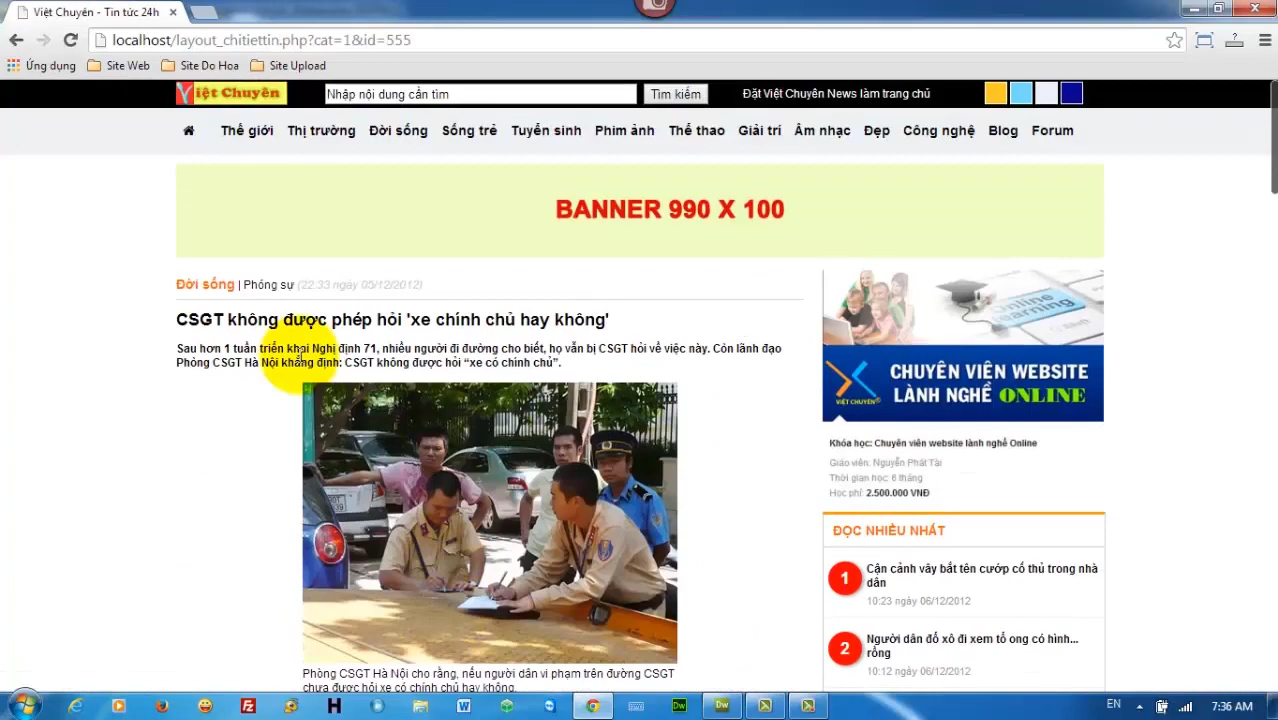 Việt Chuyên - Tin tức 24h
localhost/layout_chitiettin.php?cat=1&id=555
Ứng dụng Site Web Site Do Hoa Site Upload
Việt Chuyên Nhập nội dung cần tìm Tìm kiếm Đặt Việt Chuyên News làm trang chủ
Thế giới Thị trường Đời sống Sống trẻ Tuyển sinh Phim ảnh Thể thao Giải trí Âm nhạc Đẹp Công nghệ Blog Forum
BANNER 990 X 100
Đời sống | Phóng sự (22:33 ngày 05/12/2012)
CSGT không được phép hỏi 'xe chính chủ hay không'
Sau hơn 1 tuần triển khai Nghị định 71, nhiều người đi đường cho biết, họ vẫn bị CSGT hỏi về việc này. Còn lãnh đạo
Phòng CSGT Hà Nội khẳng định: CSGT không được hỏi “xe có chính chủ”.
Phòng CSGT Hà Nội cho rằng, nếu người dân vi phạm trên đường CSGT
chưa được hỏi xe có chính chủ hay không.
CHUYÊN VIÊN WEBSITE
LÀNH NGHỀ ONLINE
VIỆT CHUYÊN
Khóa học: Chuyên viên website lành nghề Online
Giáo viên: Nguyễn Phát Tài
Thời gian học: 6 tháng
Học phí: 2.500.000 VNĐ
ĐỌC NHIỀU NHẤT
1 Cận cảnh vây bắt tên cướp cố thủ trong nhà
dân
10:23 ngày 06/12/2012
2 Người dân đổ xô đi xem tổ ong có hình...
rồng
10:12 ngày 06/12/2012
EN 7:36 AM